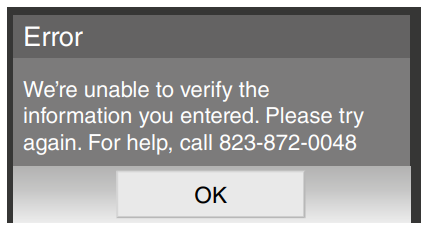 Error
We're unable to verify the
information you entered. Please try
again. For help, call 823-872-0048
OK